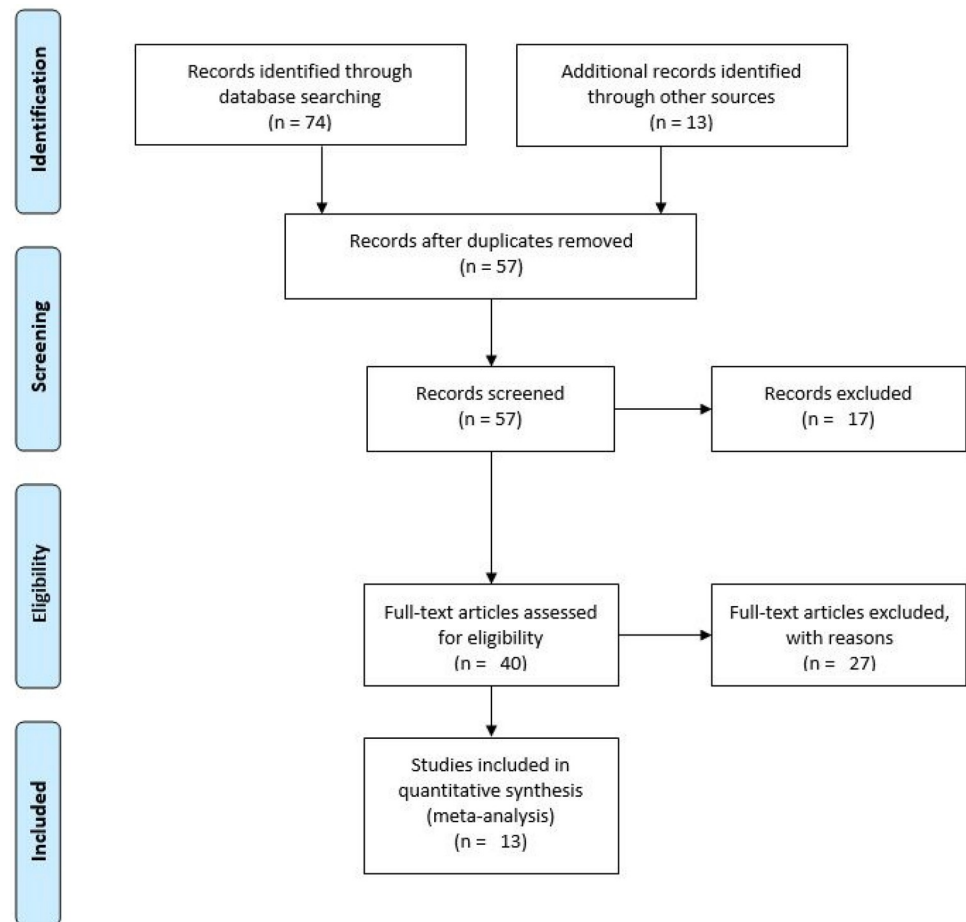 Identification
Records identified through
database searching
(n = 74)
Additional records identified
through other sources
(n = 13)
Records after duplicates removed
(n = 57)
Screening
Records screened
(n = 57)
Records excluded
(n = 17)
Eligibility
Full-text articles assessed
for eligibility
(n = 40)
Full-text articles excluded,
with reasons
(n = 27)
Included
Studies included in
quantitative synthesis
(meta-analysis)
(n = 13)